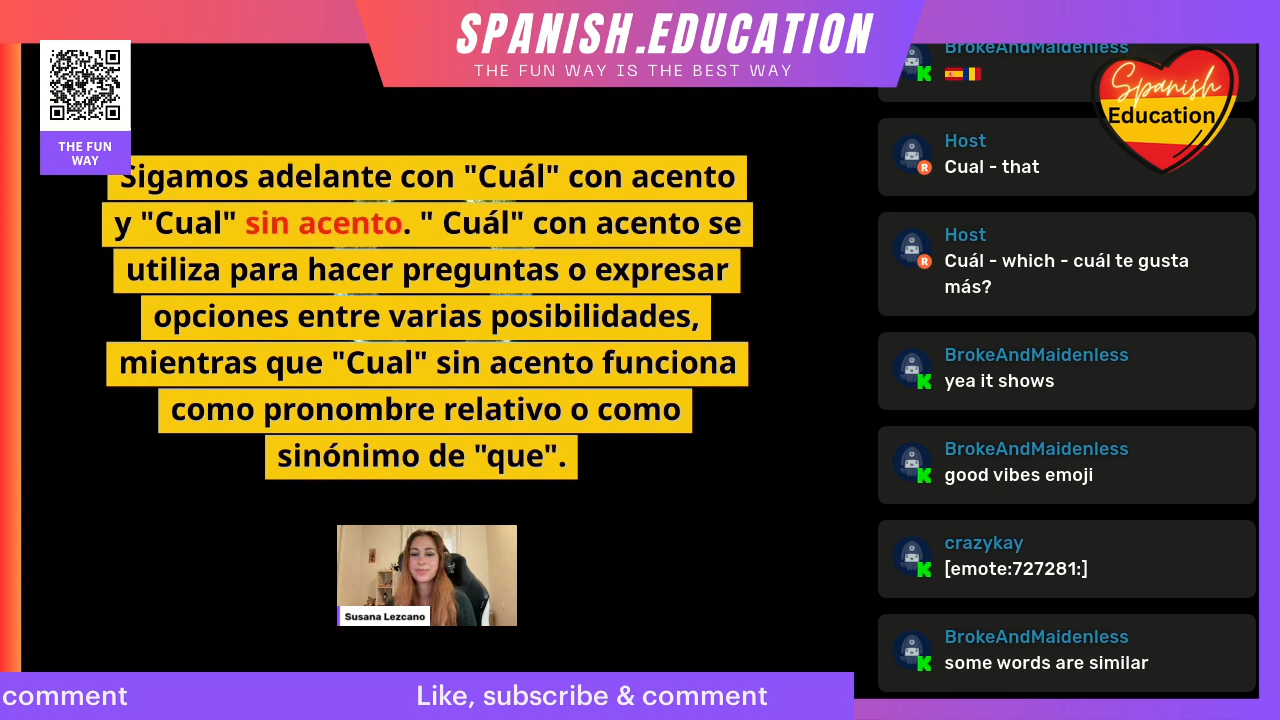 SPANISH.EDUCATION
THE FUN WAY IS THE BEST WAY
THE FUN
WAY
Spanish
Education
Sigamos adelante con "Cuál" con acento
y "Cual" sin acento. " Cuál" con acento se
utiliza para hacer preguntas o expresar
opciones entre varias posibilidades,
mientras que "Cual" sin acento funciona
como pronombre relativo o como
sinónimo de "que".
Susana Lezcano
BrokeAndMaidenless
Host
Cual - that
Host
Cuál - which - cuál te gusta
más?
BrokeAndMaidenless
yea it shows
BrokeAndMaidenless
good vibes emoji
crazykay
[emote:727281:]
BrokeAndMaidenless
some words are similar
comment
Like, subscribe & comment